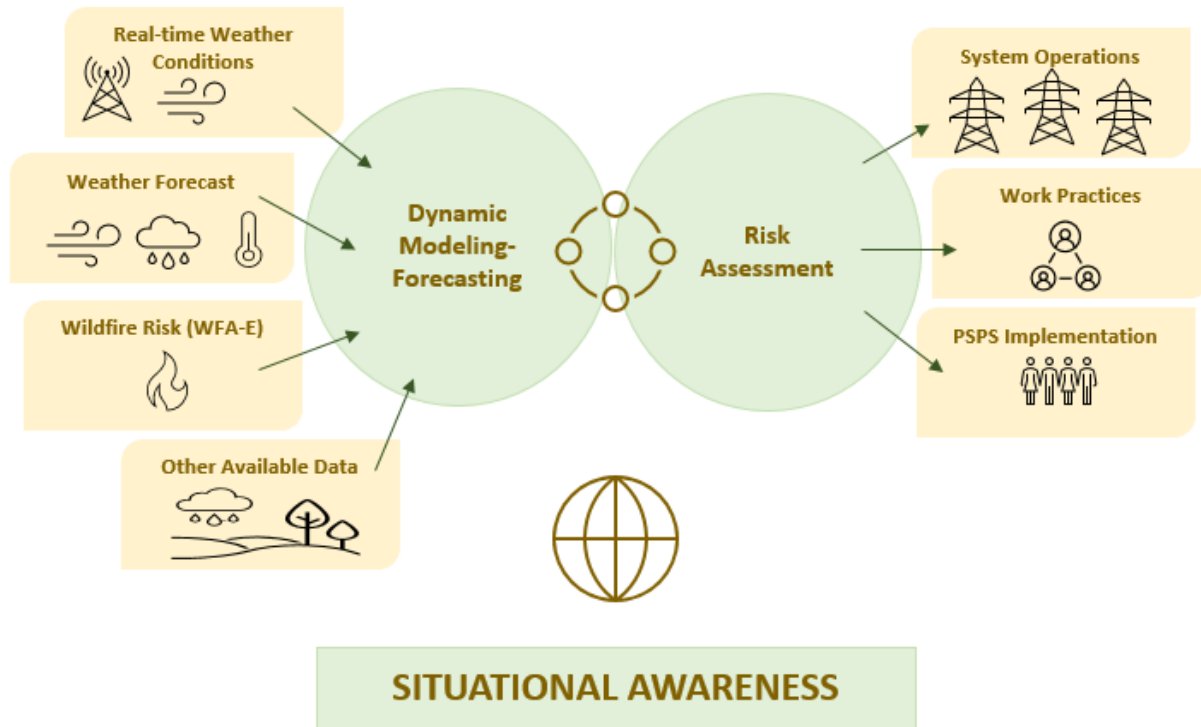 Real-time Weather
Conditions
Weather Forecast
Wildfire Risk (WFA-E)
Other Available Data
Dynamic
Modeling-
Forecasting
Risk
Assessment
System Operations
Work Practices
PSPS Implementation
SITUATIONAL AWARENESS